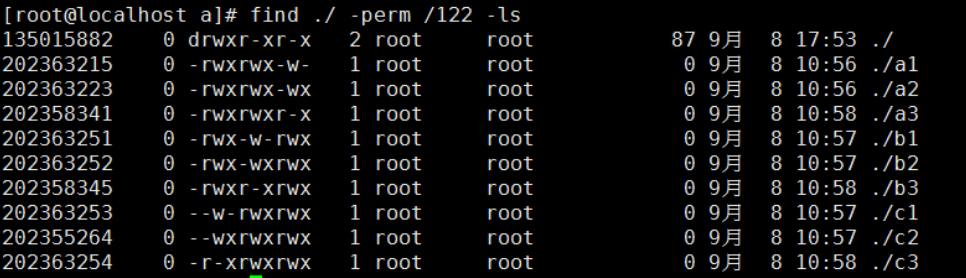 [root@localhost a]# find ./ -perm /122 -ls
135015882    0 drwxr-xr-x   2 root     root           87 9月  8 17:53 ./
202363215    0 -rwxrwx-w-   1 root     root            0 9月  8 10:56 ./a1
202363223    0 -rwxrwx-wx   1 root     root            0 9月  8 10:56 ./a2
202358341    0 -rwxrwxr-x   1 root     root            0 9月  8 10:58 ./a3
202363251    0 -rwx-w-rwx   1 root     root            0 9月  8 10:57 ./b1
202363252    0 -rwx-wxrwx   1 root     root            0 9月  8 10:57 ./b2
202358345    0 -rwxr-xrwx   1 root     root            0 9月  8 10:58 ./b3
202363253    0 --w-rwxrwx   1 root     root            0 9月  8 10:57 ./c1
202355264    0 --wxrwxrwx   1 root     root            0 9月  8 10:57 ./c2
202363254    0 -r-xrwxrwx   1 root     root            0 9月  8 10:58 ./c3